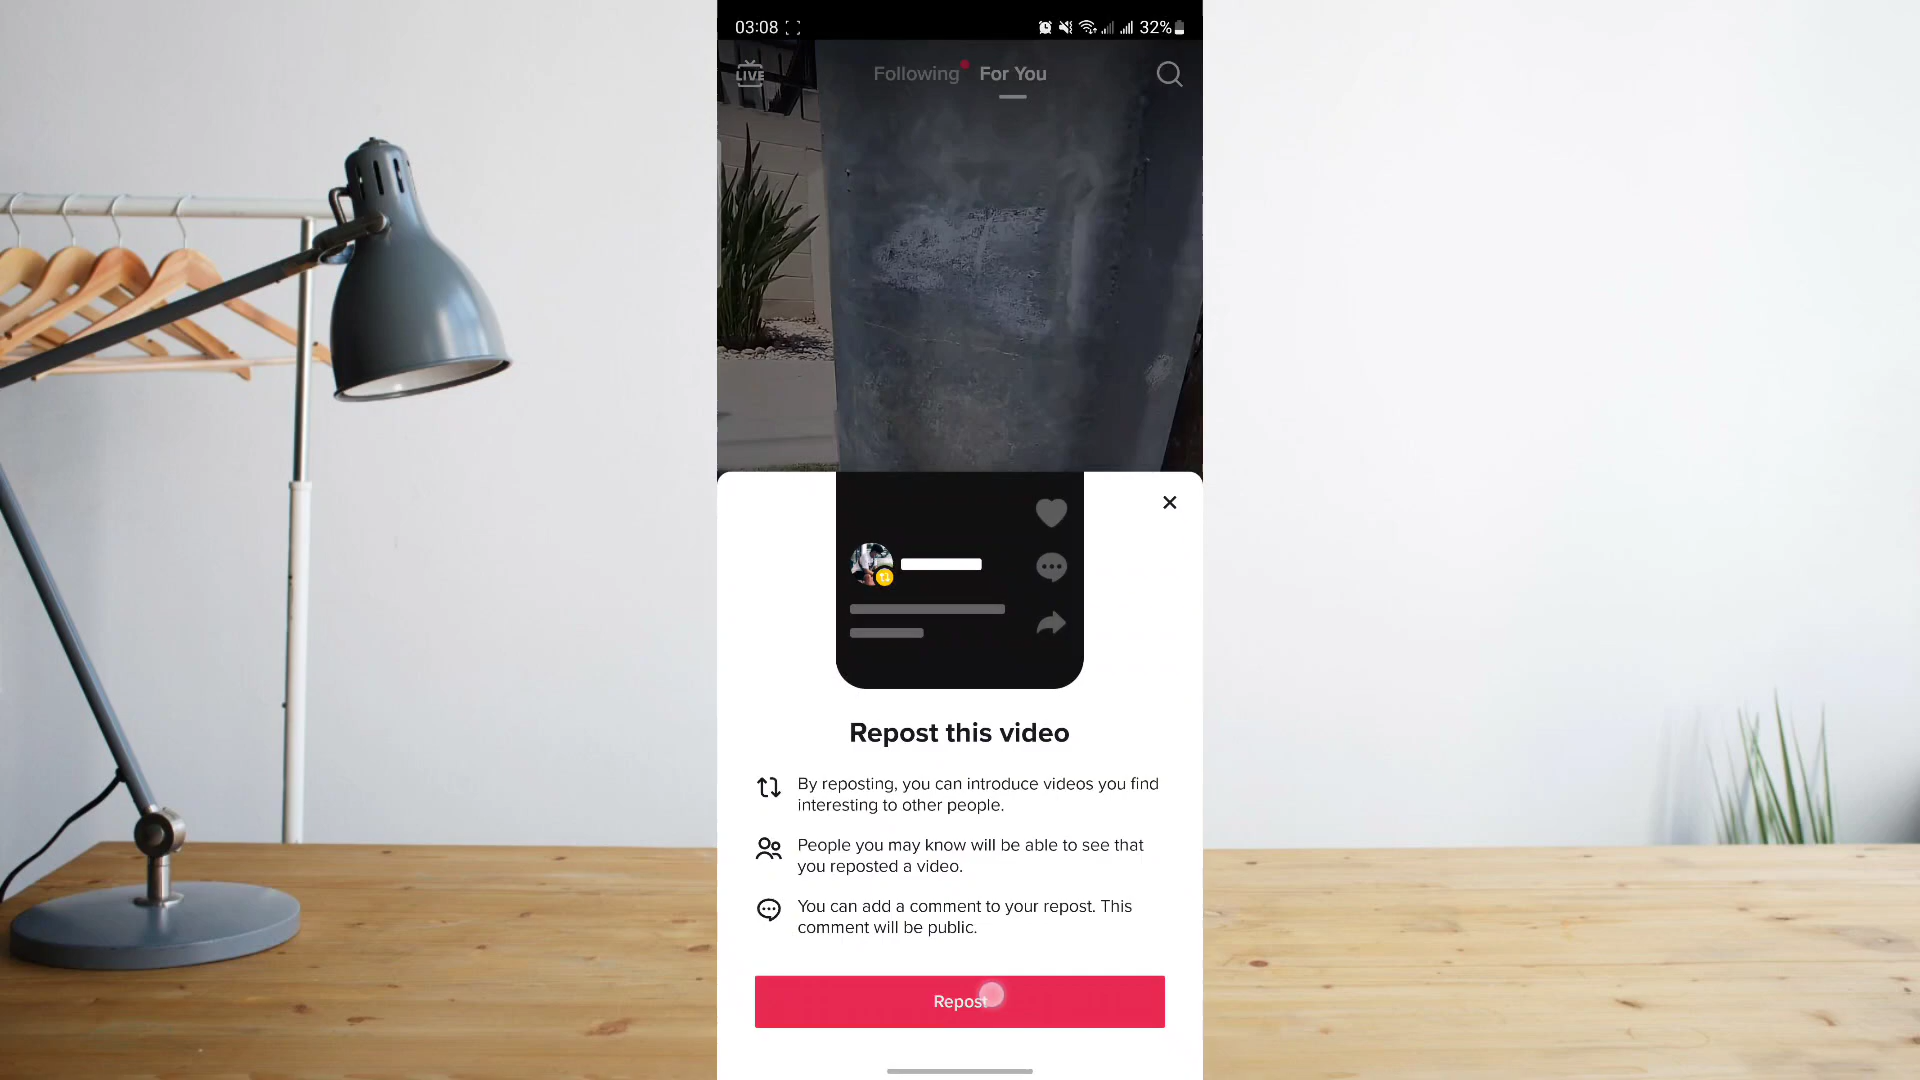 03:08
32%
LIVE
Following
For You
Repost this video
By reposting, you can introduce videos you find
interesting to other people.
People you may know will be able to see that
you reposted a video.
You can add a comment to your repost. This
comment will be public.
Repost